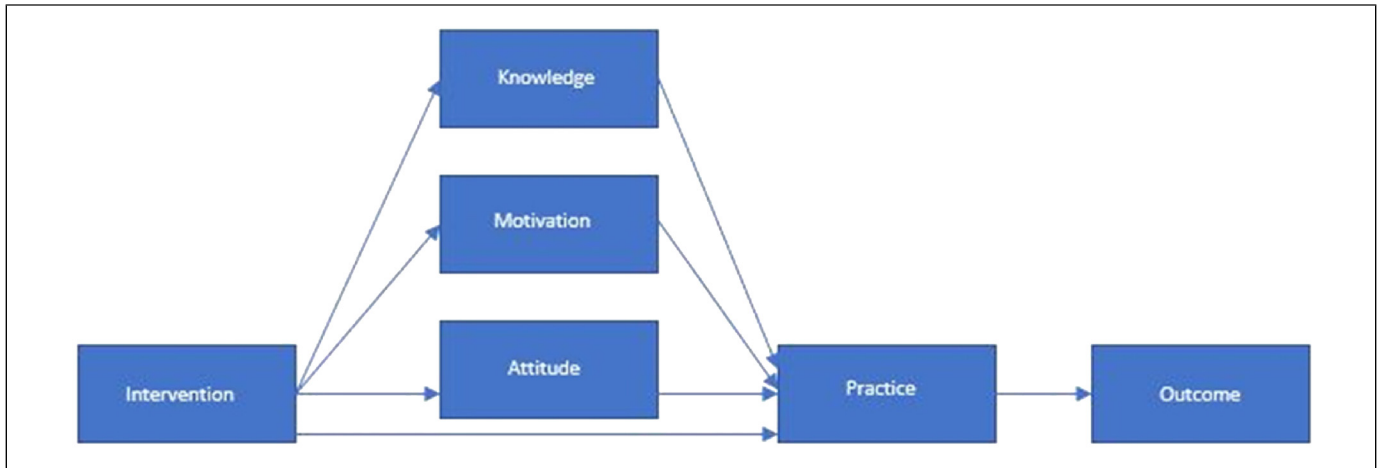 Knowledge
Motivation
Attitude
Intervention
Practice
Outcome